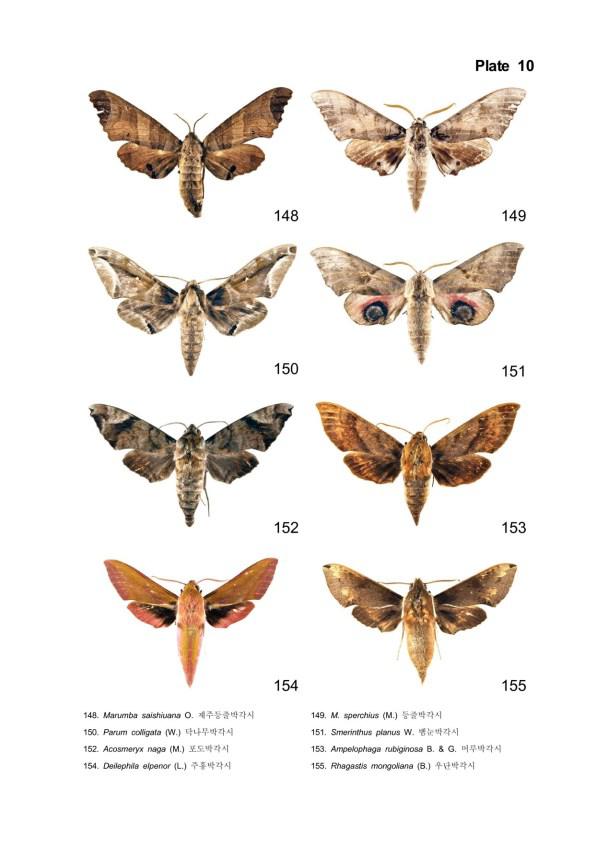 Plate 10
148
149
150
151
152
153
154
155
148. Marumba saishiuana O. 제주등줄박각시
149. M. sperchius (M.) 등줄박각시
150. Parum colligata (W.) 닥나무박각시
151. Smerinthus planus W. 뱀눈박각시
152. Acosmeryx naga (M.) 포도박각시
153. Ampelophaga rubiginosa B. & G. 머루박각시
154. Deilephila elpenor (L.) 주홍박각시
155. Rhagastis mongoliana (B.) 우단박각시